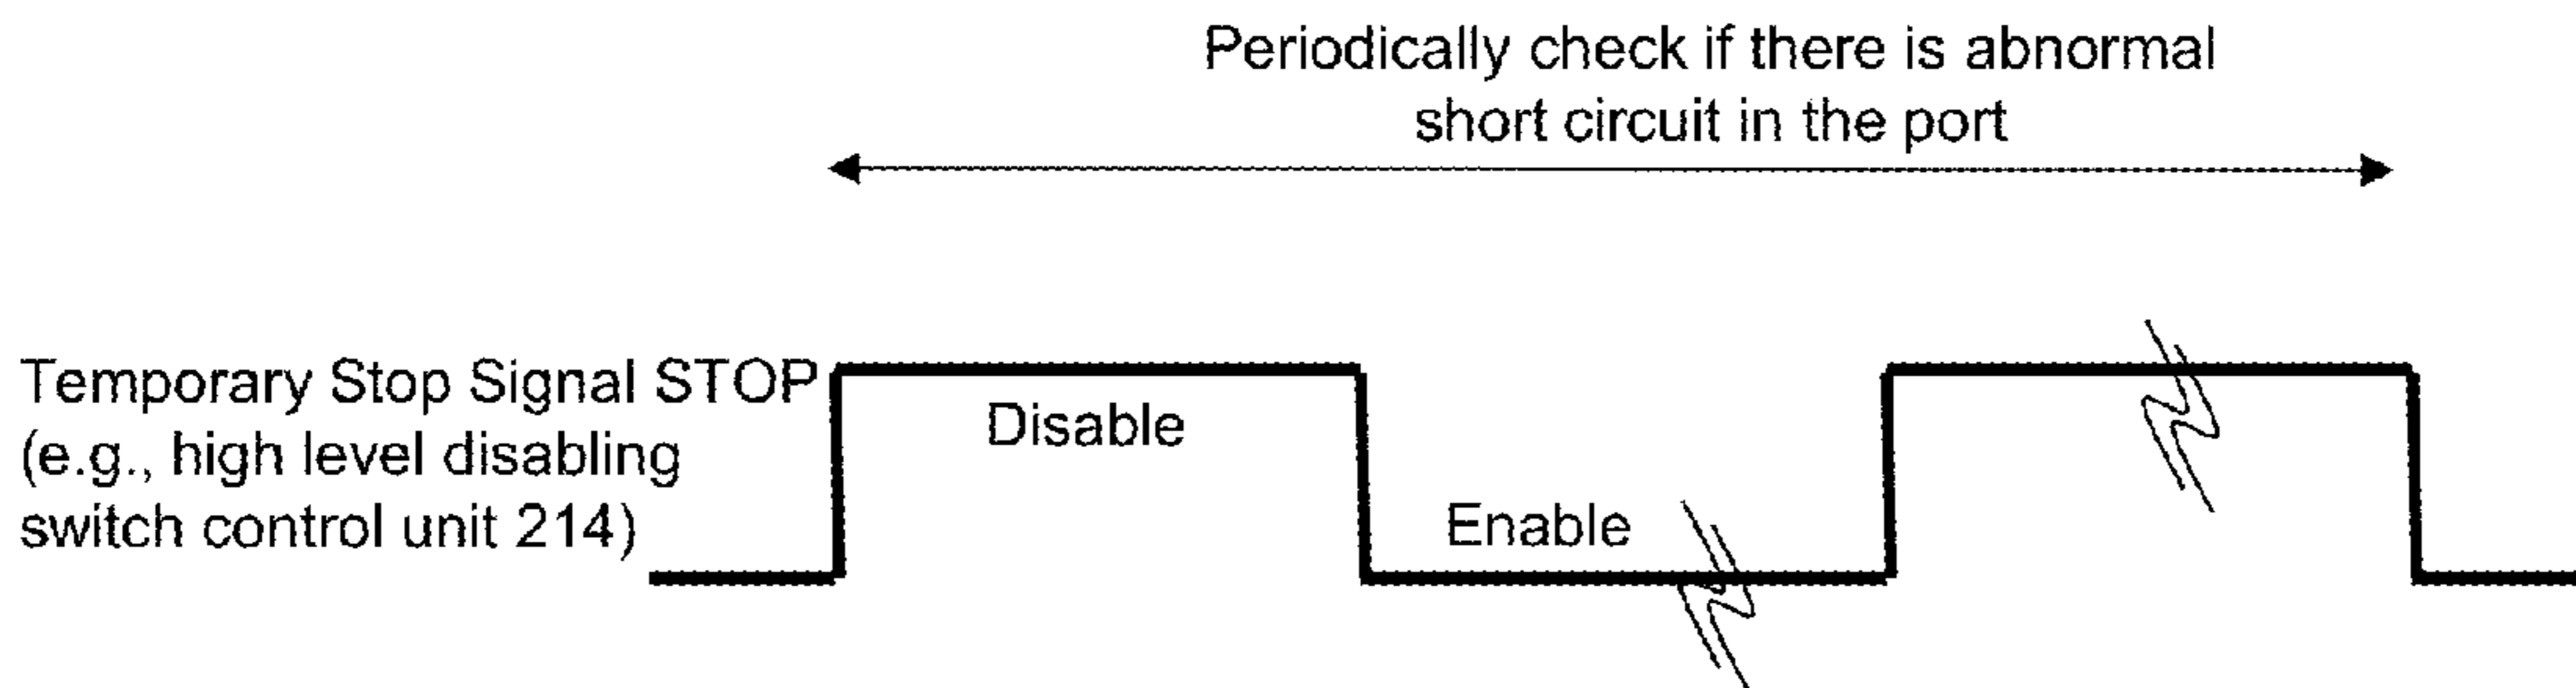 Periodically check if there is abnormal
short circuit in the port
Temporary Stop Signal STOP
(e.g., high level disabling
switch control unit 214)
Disable
Enable